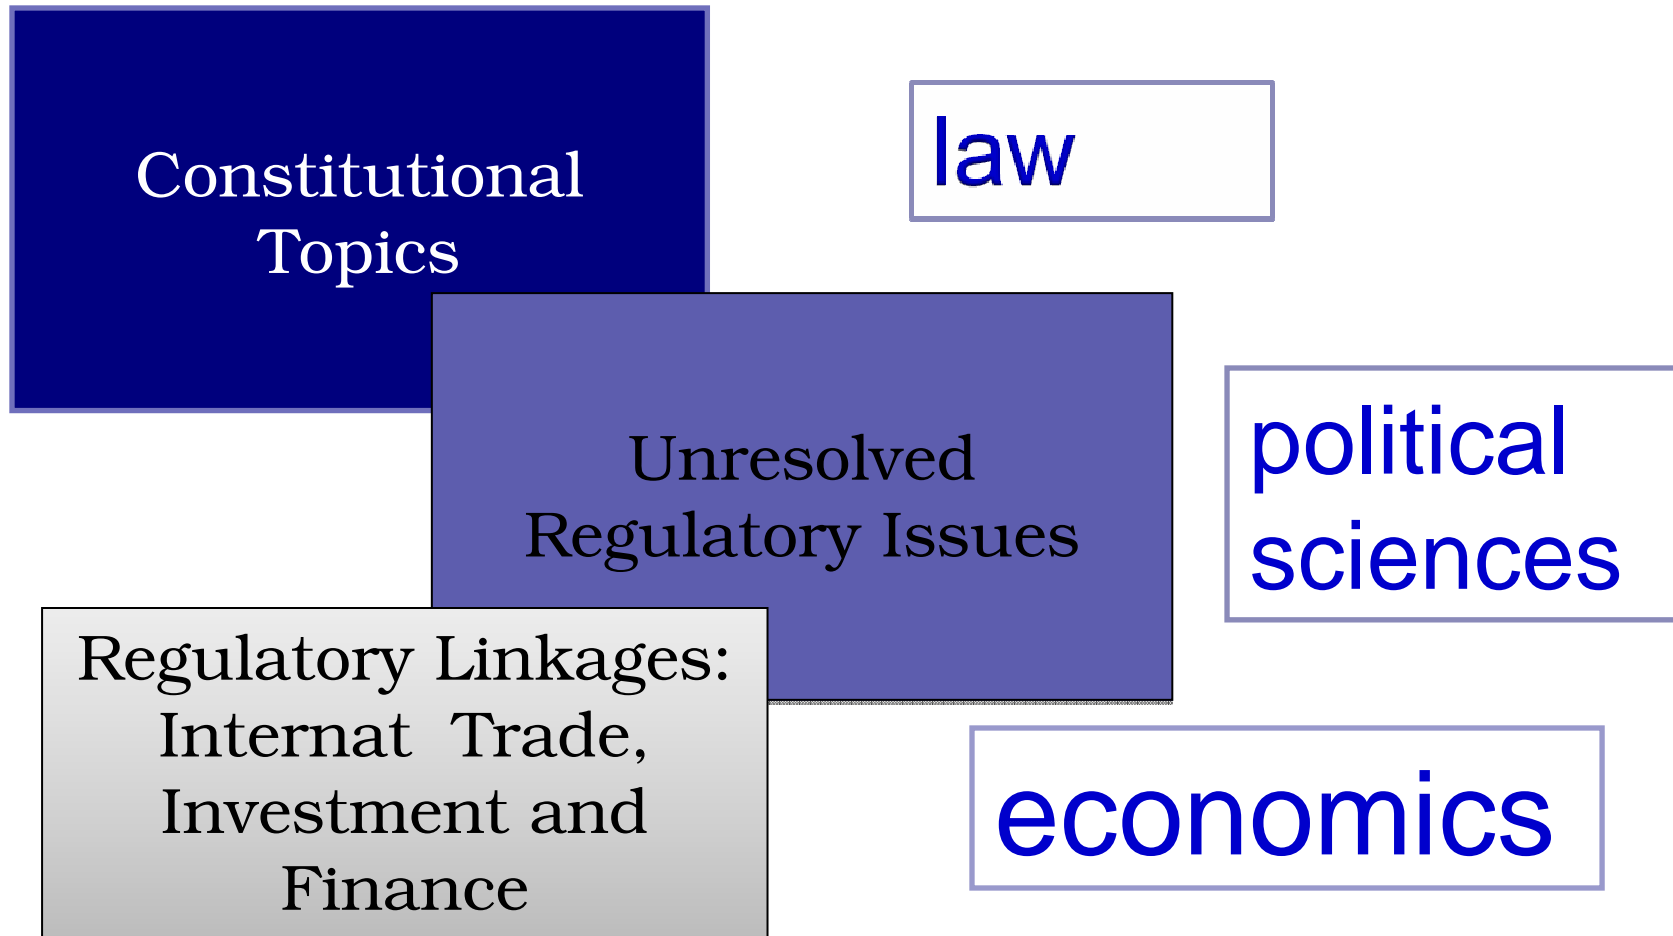 Constitutional
Topics
law
Unresolved
Regulatory Issues
political
sciences
Regulatory Linkages:
Internat  Trade,
Investment and
Finance
economics